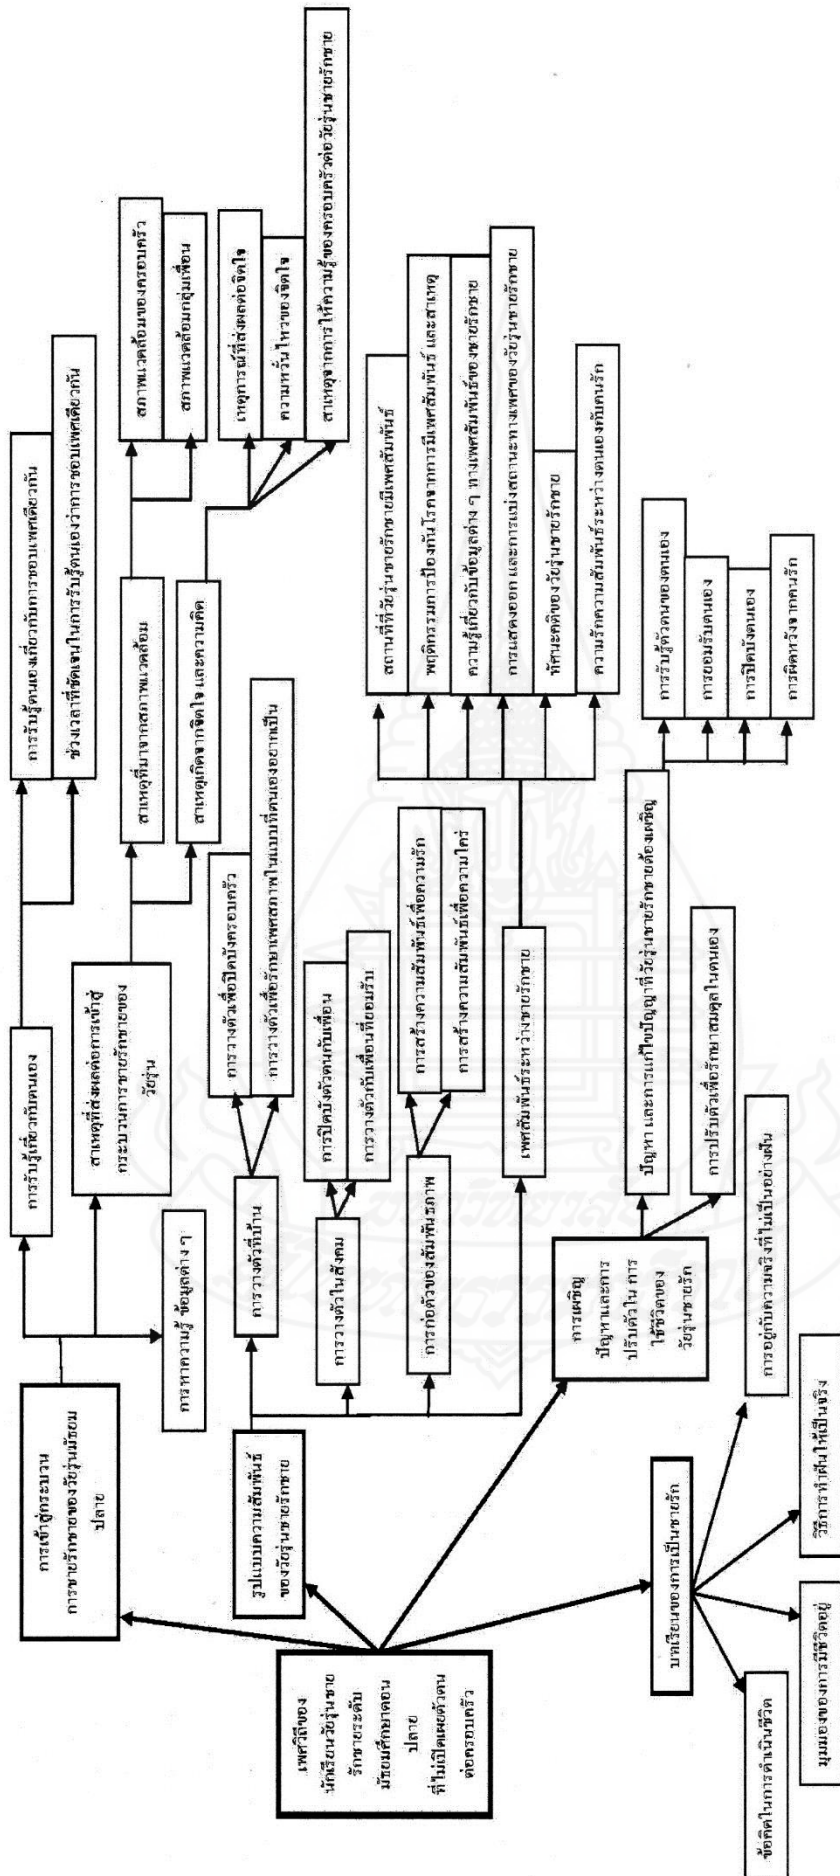 เพศวิถีของ
นักเรียนวัยรุ่นชาย
รักชายระดับ
มัธยมศึกษาตอน
ปลาย
ที่ไม่เปิดเผยตัวตน
ต่อครอบครัว
การเข้าสู่กระบวน
การชายรักชายของวัยรุ่นมัธยม
ปลาย
การรับรู้เกี่ยวกับตนเอง
การรับรู้ตนเองเกี่ยวกับการชอบเพศเดียวกัน
ช่วงเวลาที่ชัดเจนในการรับรู้ตนเองว่าการชอบเพศเดียวกัน
สาเหตุที่ส่งผลต่อการเข้าสู่
กระบวนการชายรักชายของ
วัยรุ่น
สาเหตุที่มาจากสภาพแวดล้อม
สภาพแวดล้อมของครอบครัว
สภาพแวดล้อมกลุ่มเพื่อน
สาเหตุเกิดจากจิตใจ และความคิด
เหตุการณ์ที่ส่งผลต่อจิตใจ
ความหวั่นไหวของจิตใจ
สาเหตุจากการให้ความรู้ของครอบครัวต่อวัยรุ่นชายรักชาย
การหาความรู้ ข้อมูลต่าง ๆ
รูปแบบความสัมพันธ์
ของวัยรุ่นชายรักชาย
การวางตัวที่บ้าน
การวางตัวเพื่อปิดบังครอบครัว
การวางตัวเพื่อรักษาเพศสภาพในแบบที่ตนเองอยากเป็น
การวางตัวในสังคม
การปิดบังตัวตนกับเพื่อน
การวางตัวกับเพื่อนที่ยอมรับ
การก่อตัวของสัมพันธภาพ
การสร้างความสัมพันธ์เพื่อความรัก
การสร้างความสัมพันธ์เพื่อความใคร่
เพศสัมพันธ์ระหว่างชายรักชาย
สถานที่ที่วัยรุ่นชายรักชายมีเพศสัมพันธ์
พฤติกรรมการป้องกันโรคจากการมีเพศสัมพันธ์ และสาเหตุ
ความรู้เกี่ยวกับข้อมูลต่าง ๆ ทางเพศสัมพันธ์ของชายรักชาย
การแสดงออก และการแบ่งสถานะทางเพศของวัยรุ่นชายรักชาย
ทัศนะคติของวัยรุ่นชายรักชาย
ความรักความสัมพันธ์ระหว่างตนเองกับคนรัก
การเผชิญ
ปัญหาและการ
ปรับตัวใน การ
ใช้ชีวิตของ
วัยรุ่นชายรัก
ปัญหา และการแก้ไขปัญญาที่วัยรุ่นชายรักชายต้องเผชิญ
การรับรู้ตัวตนของตนเอง
การยอมรับตนเอง
การปิดบังตนเอง
การผิดหวังจากคนรัก
การปรับตัวเพื่อรักษาสมดุลในตนเอง
บทเรียนของการเป็นชายรัก
การอยู่กับความจริงที่ไม่เป็นอย่างฝัน
วิธีการทำฝันให้เป็นจริง
มุมมองของการมีชีวิตอยู่
ข้อคิดในการดำเนินชีวิต